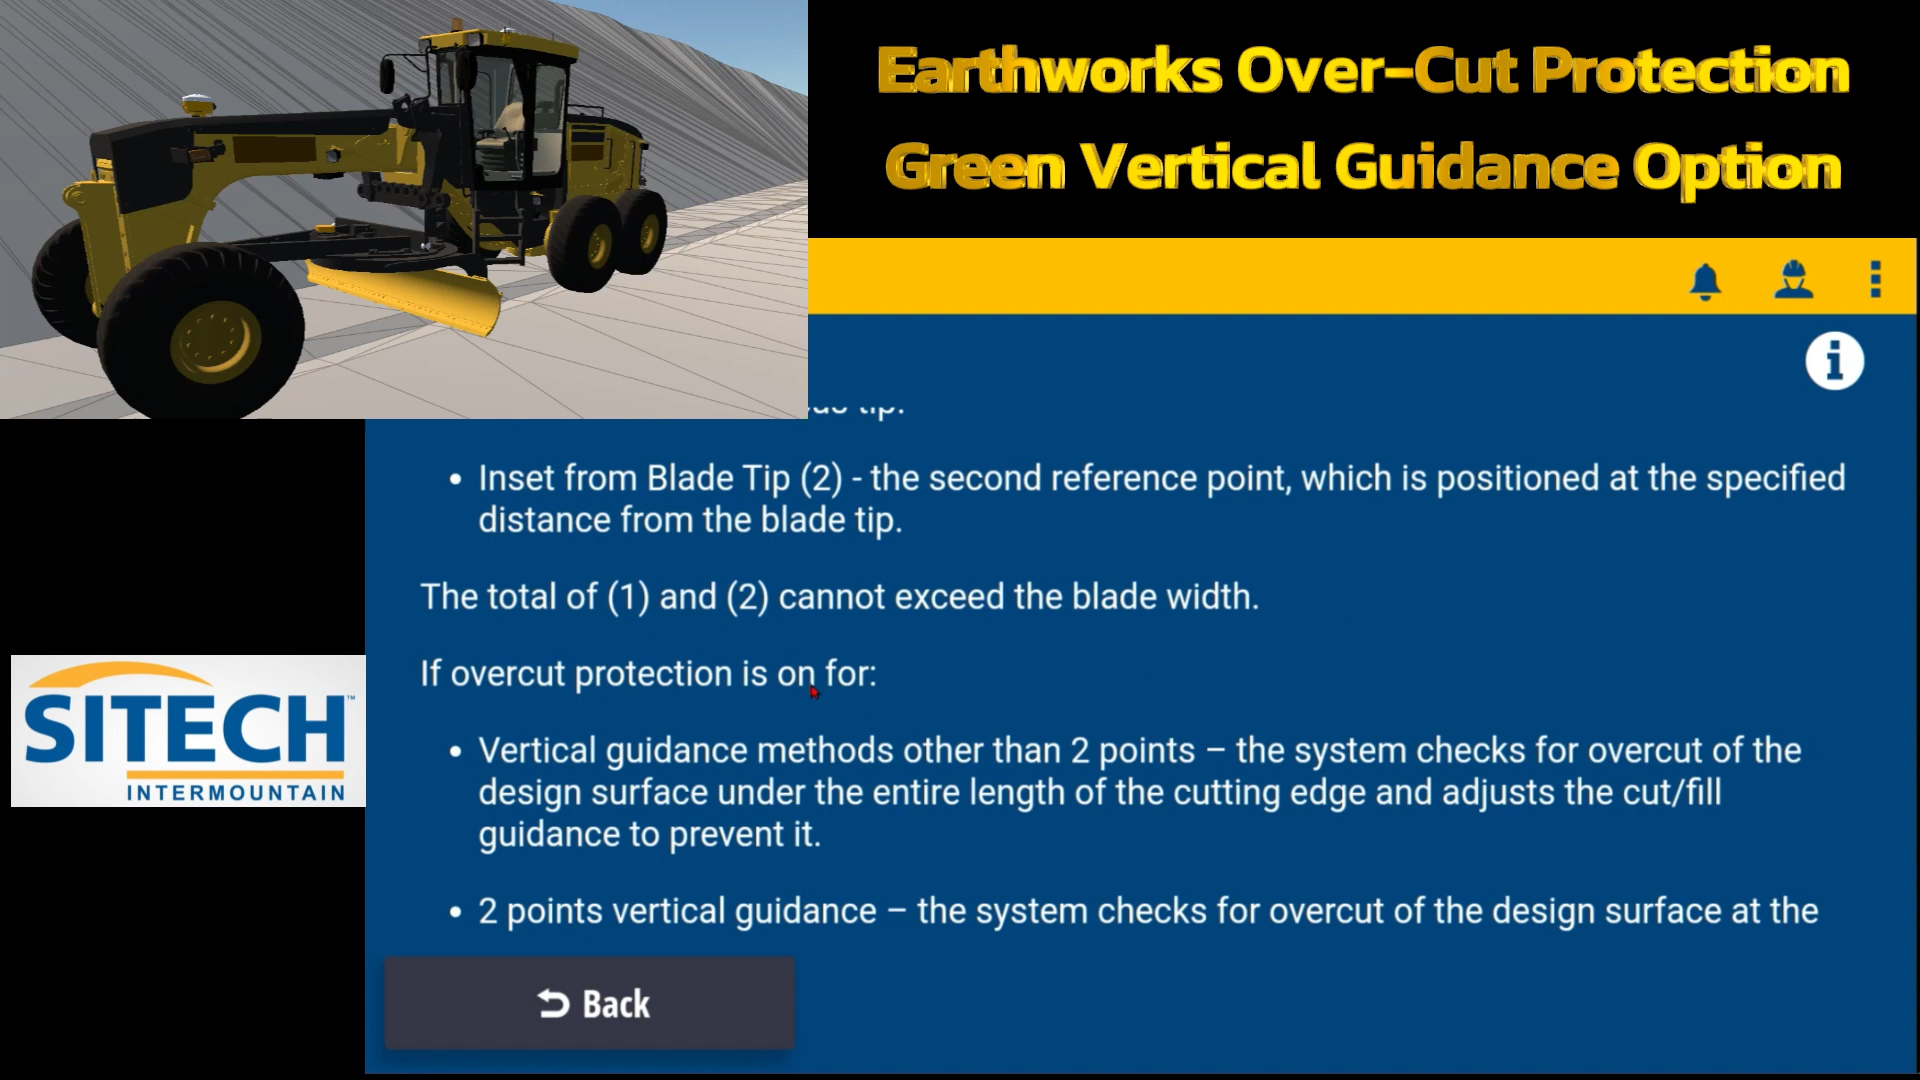 Earthworks Over-Cut Protection
Green Vertical Guidance Option
tip.
• Inset from Blade Tip (2) - the second reference point, which is positioned at the specified
distance from the blade tip.
The total of (1) and (2) cannot exceed the blade width.
If overcut protection is on for:
• Vertical guidance methods other than 2 points – the system checks for overcut of the
design surface under the entire length of the cutting edge and adjusts the cut/fill
guidance to prevent it.
• 2 points vertical guidance – the system checks for overcut of the design surface at the
Back
SITECH™
INTERMOUNTAIN